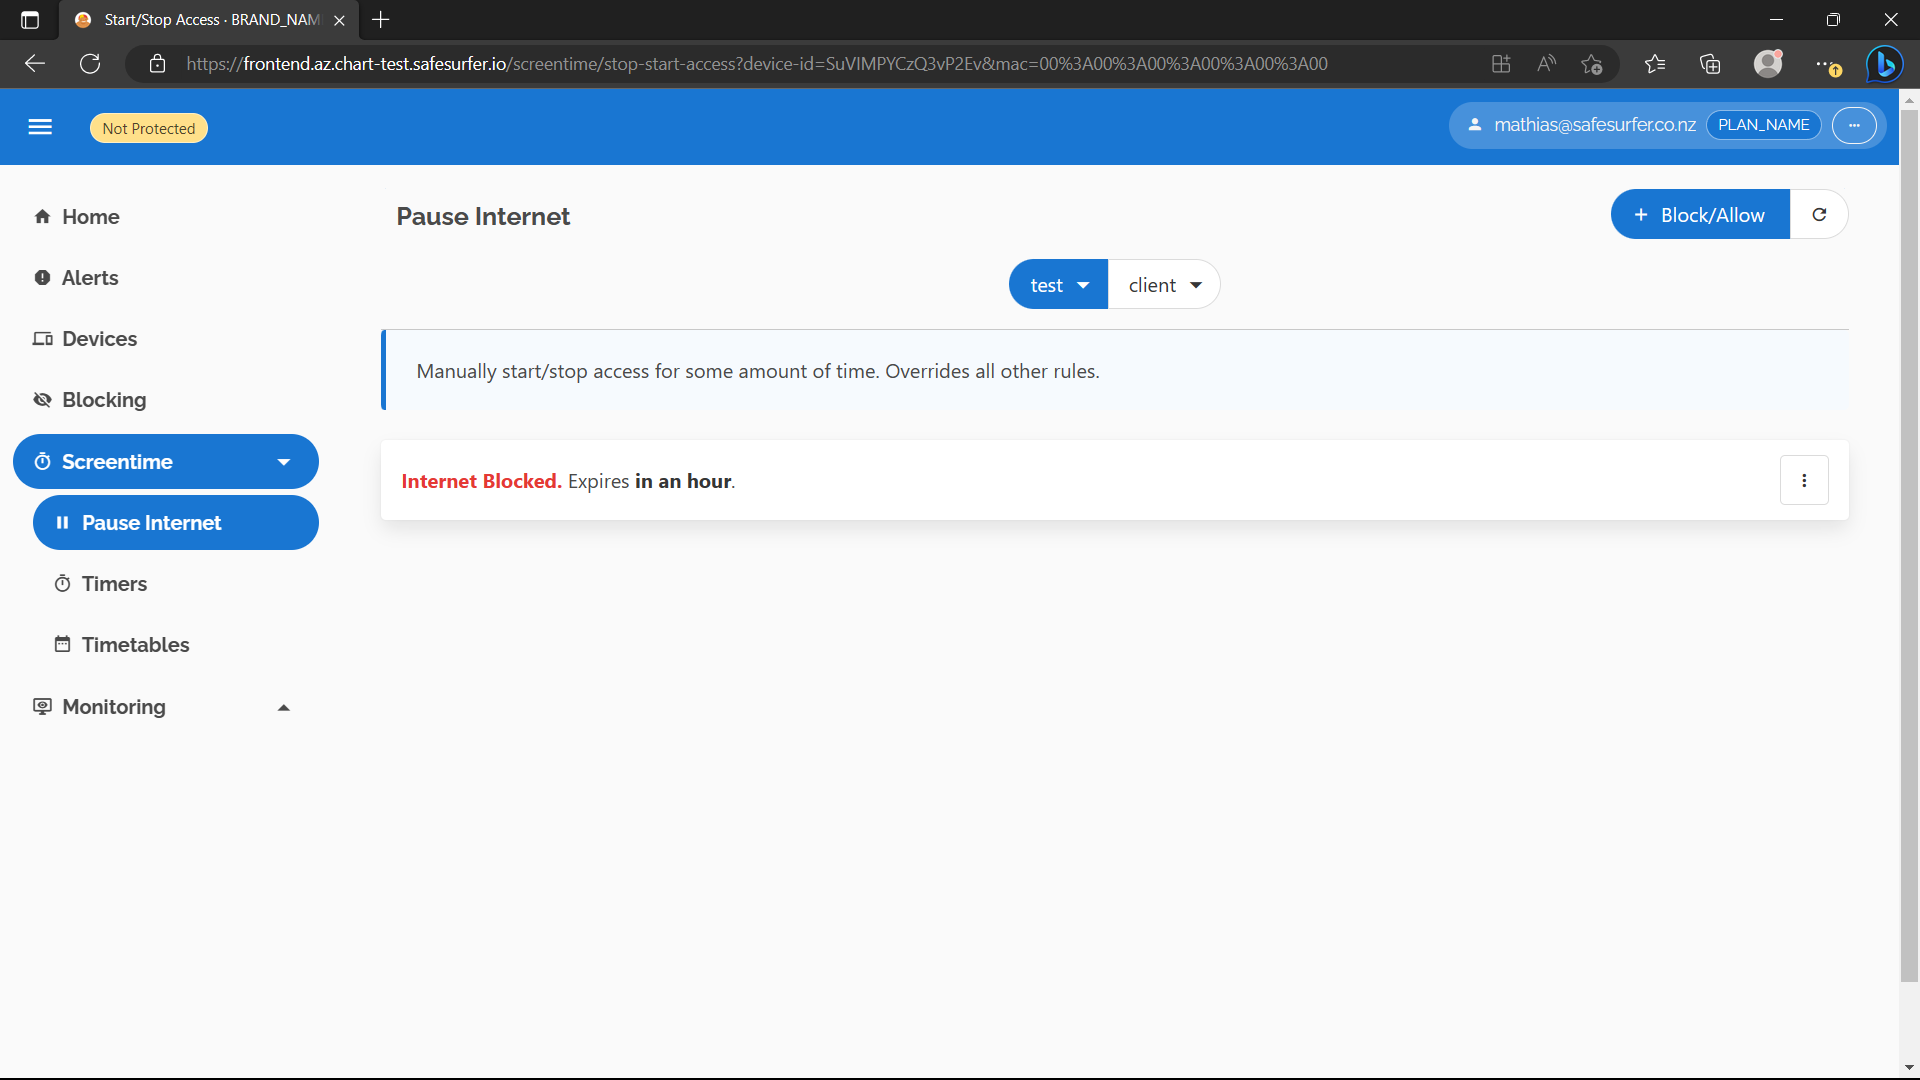 Start/Stop Access · BRAND_NAM
https://frontend.az.chart-test.safesurfer.io/screentime/stop-start-access?device-id=SuVIMPYCzQ3vP2Ev&mac=00%3A00%3A00%3A00%3A00%3A00
Not Protected
mathias@safesurfer.co.nz PLAN_NAME
Home
Pause Internet
+ Block/Allow
Alerts
test
client
Devices
Manually start/stop access for some amount of time. Overrides all other rules.
Blocking
Screentime
Internet Blocked. Expires in an hour.
Pause Internet
Timers
Timetables
Monitoring